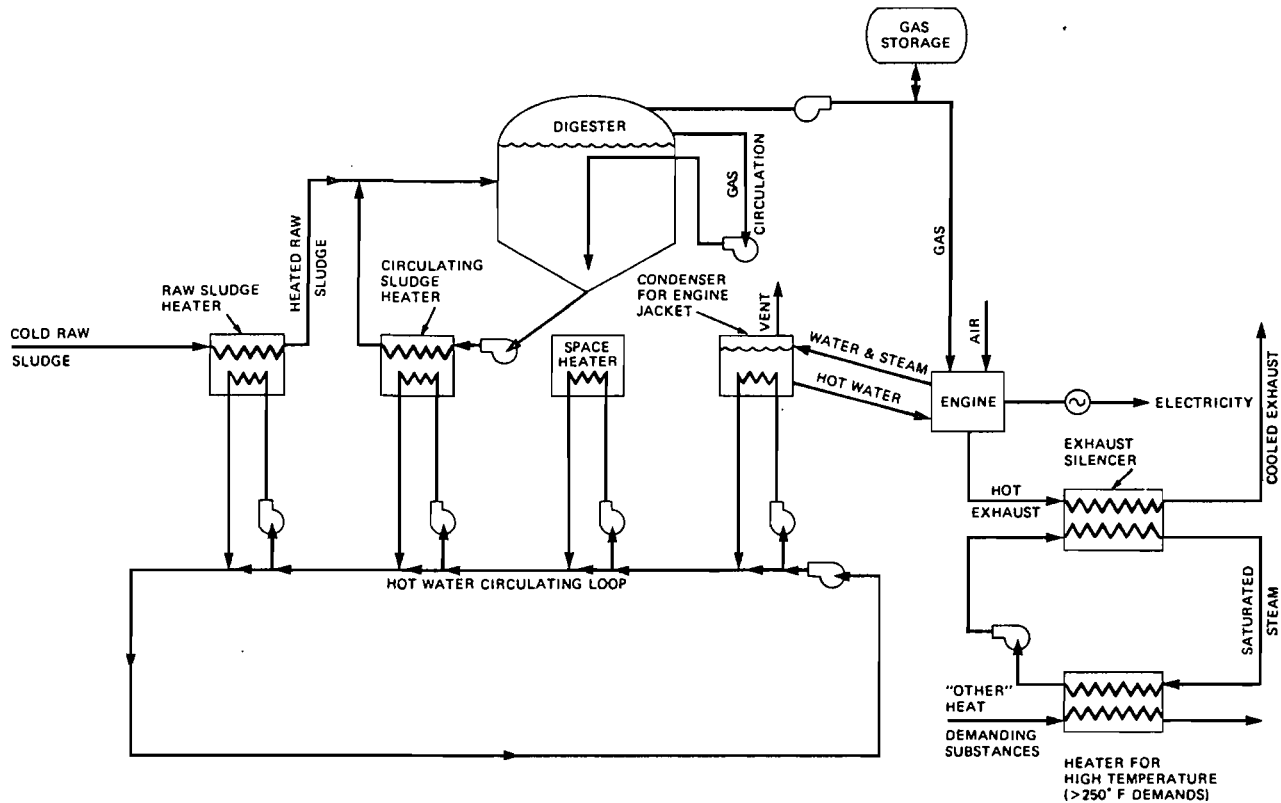 GAS
STORAGE
DIGESTER
GAS
CIRCULATION
GAS
HEATED RAW
SLUDGE
CIRCULATING
SLUDGE
HEATER
RAW SLUDGE
HEATER
COLD RAW
SLUDGE
SPACE
HEATER
CONDENSER
FOR ENGINE
JACKET
VENT
WATER & STEAM
HOT WATER
AIR
ENGINE
ELECTRICITY
COOLED EXHAUST
EXHAUST
SILENCER
HOT
EXHAUST
HOT WATER CIRCULATING LOOP
SATURATED
STEAM
"OTHER"
HEAT
DEMANDING
SUBSTANCES
HEATER FOR
HIGH TEMPERATURE
(>250° F DEMANDS)